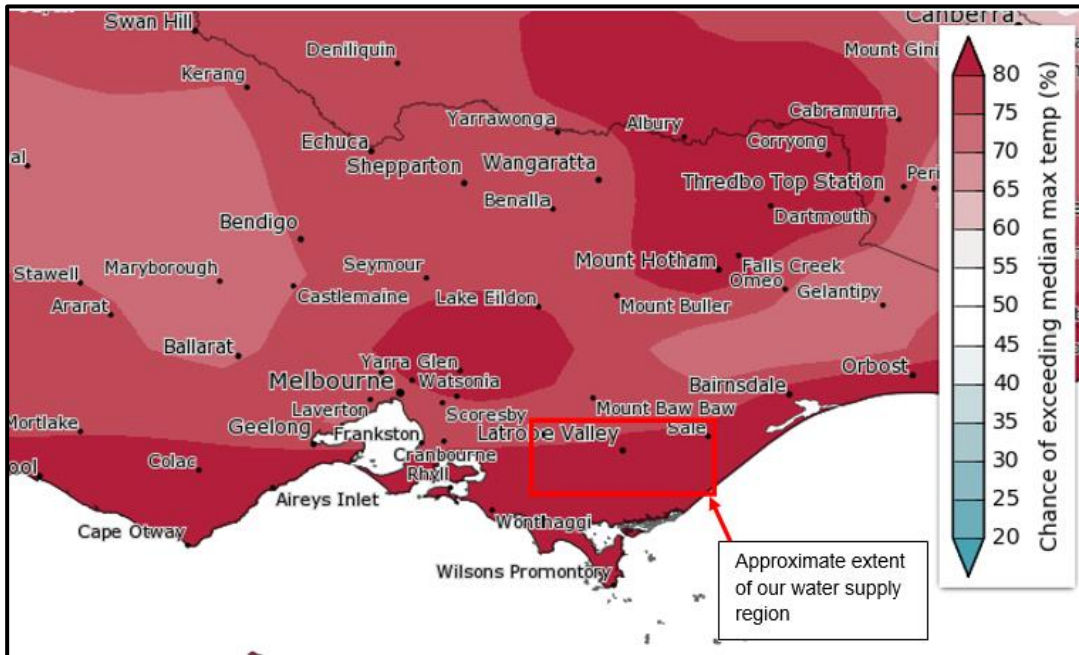 Swan Hill
Canberra
Deniliquin
Mount Gini
Kerang
Cabramurra
Yarrawonga
Albury
Echuca
Corryong
Shepparton
Wangaratta
Peri
Thredbo Top Station
Benalla
Dartmouth
Bendigo
Stawell
Maryborough
Seymour
Mount Hotham
Falls Creek
Omeo
Castlemaine
Lake Eildon
Gelantipy
Ararat
Mount Buller
Ballarat
Yarra Glen
Orbost
Melbourne
Watsonia
Bairnsdale
Laverton
Scoresby
Mount Baw Baw
Mortlake
Geelong
Frankston
Latrobe Valley
Sale
Colac
Cranbourne
Rhyll
Aireys Inlet
Wonthaggi
Cape Otway
Wilsons Promontory
Approximate extent
of our water supply
region
80
75
70
65
60
55
50
45
40
35
30
25
20
Chance of exceeding median max temp (%)